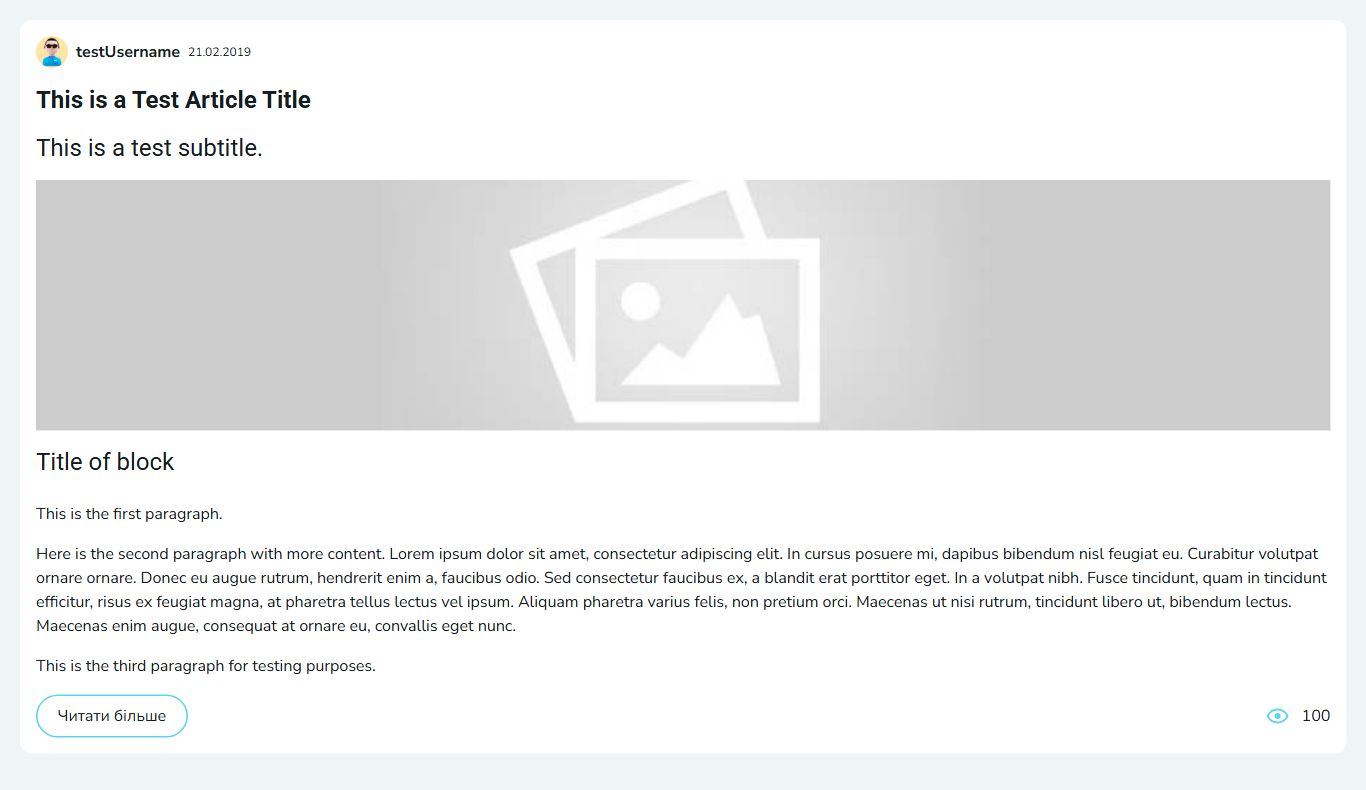 testUsername 21.02.2019
This is a Test Article Title
This is a test subtitle.
Title of block
This is the first paragraph.
Here is the second paragraph with more content. Lorem ipsum dolor sit amet, consectetur adipiscing elit. In cursus posuere mi, dapibus bibendum nisl feugiat eu. Curabitur volutpat
ornare ornare. Donec eu augue rutrum, hendrerit enim a, faucibus odio. Sed consectetur faucibus ex, a blandit erat porttitor eget. In a volutpat nibh. Fusce tincidunt, quam in tincidunt
efficitur, risus ex feugiat magna, at pharetra tellus lectus vel ipsum. Aliquam pharetra varius felis, non pretium orci. Maecenas ut nisi rutrum, tincidunt libero ut, bibendum lectus.
Maecenas enim augue, consequat at ornare eu, convallis eget nunc.
This is the third paragraph for testing purposes.
Читати більше 100